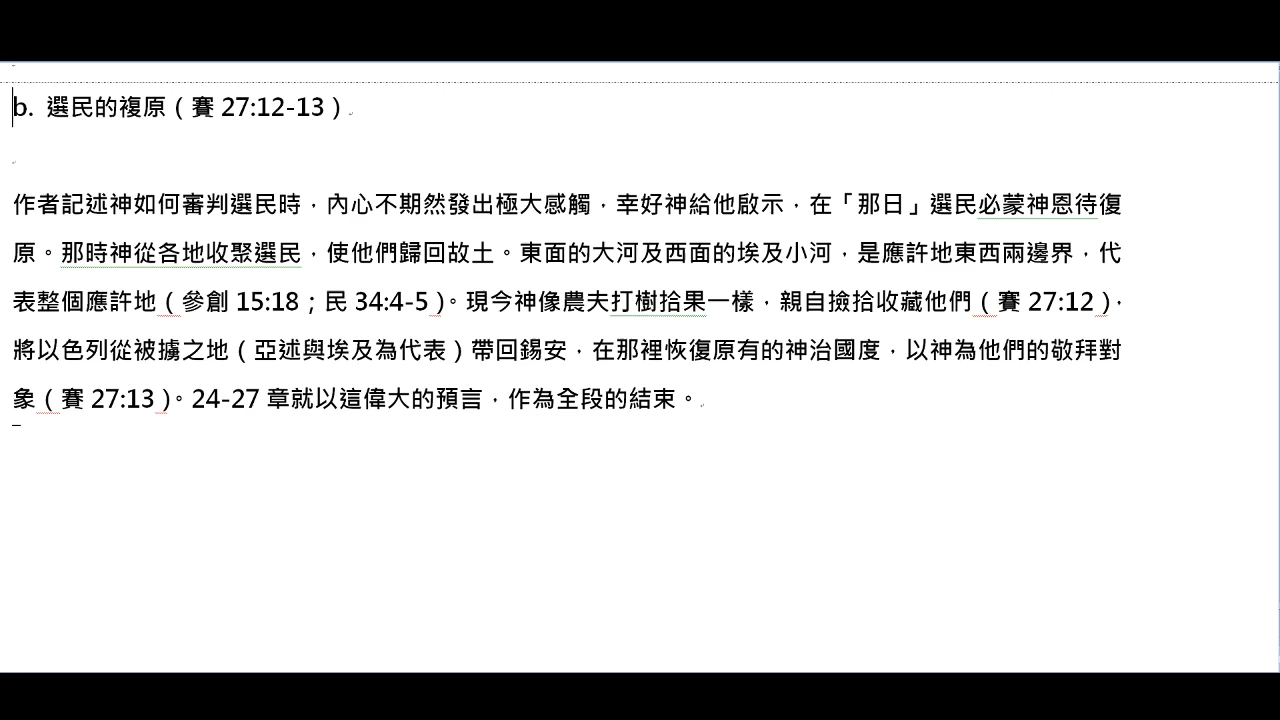 b. 選民的複原（賽 27:12-13）
作者記述神如何審判選民時，內心不期然發出極大感觸，幸好神給他啟示，在「那日」選民必蒙神恩待復
原。那時神從各地收聚選民，使他們歸回故土。東面的大河及西面的埃及小河，是應許地東西兩邊界，代
表整個應許地（參創 15:18；民 34:4-5）。現今神像農夫打樹拾果一樣，親自撿拾收藏他們（賽 27:12），
將以色列從被擄之地（亞述與埃及為代表）帶回錫安，在那裡恢復原有的神治國度，以神為他們的敬拜對
象（賽 27:13）。24-27 章就以這偉大的預言，作為全段的結束。